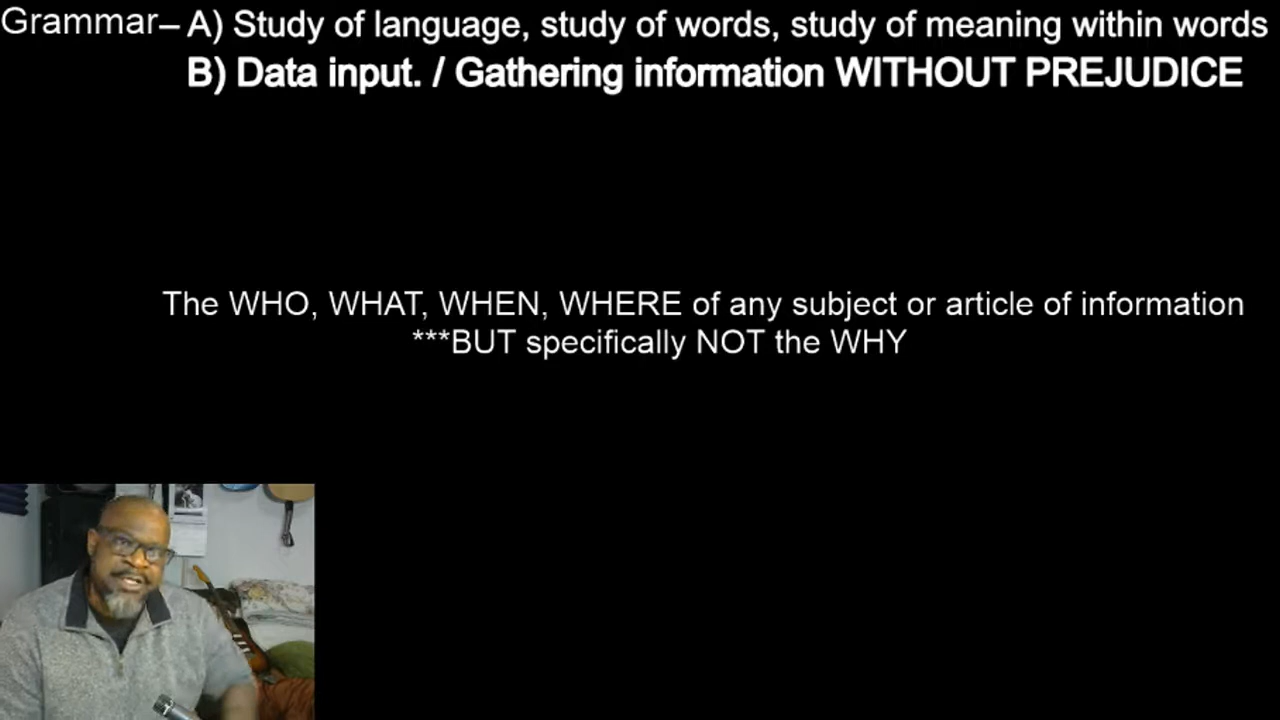 Grammar– A) Study of language, study of words, study of meaning within words
B) Data input. / Gathering information WITHOUT PREJUDICE
The WHO, WHAT, WHEN, WHERE of any subject or article of information
***BUT specifically NOT the WHY